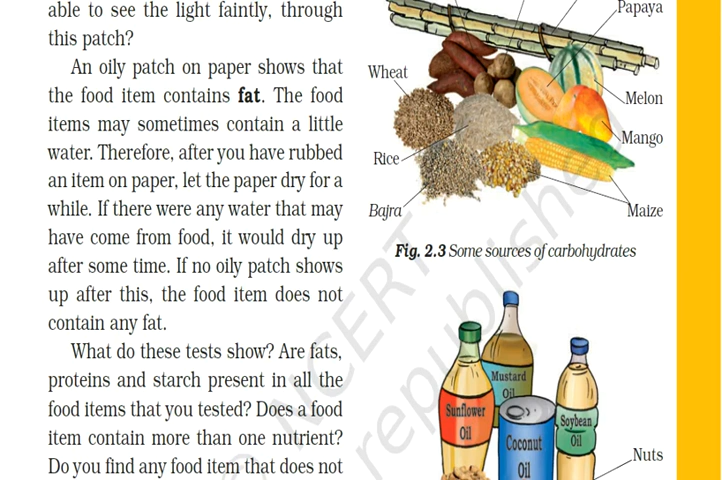 able to see the light faintly, through
this patch?
An oily patch on paper shows that
the food item contains fat. The food
items may sometimes contain a little
water. Therefore, after you have rubbed
an item on paper, let the paper dry for a
while. If there were any water that may
have come from food, it would dry up
after some time. If no oily patch shows
up after this, the food item does not
contain any fat.
What do these tests show? Are fats,
proteins and starch present in all the
food items that you tested? Does a food
item contain more than one nutrient?
Do you find any food item that does not
Papaya
Wheat
Melon
Mango
Rice
Bajra
Maize
Fig. 2.3 Some sources of carbohydrates
Mustard
Oil
Sunflower
Oil
Coconut
Oil
Soybean
Oil
Nuts
© NCERT
republished